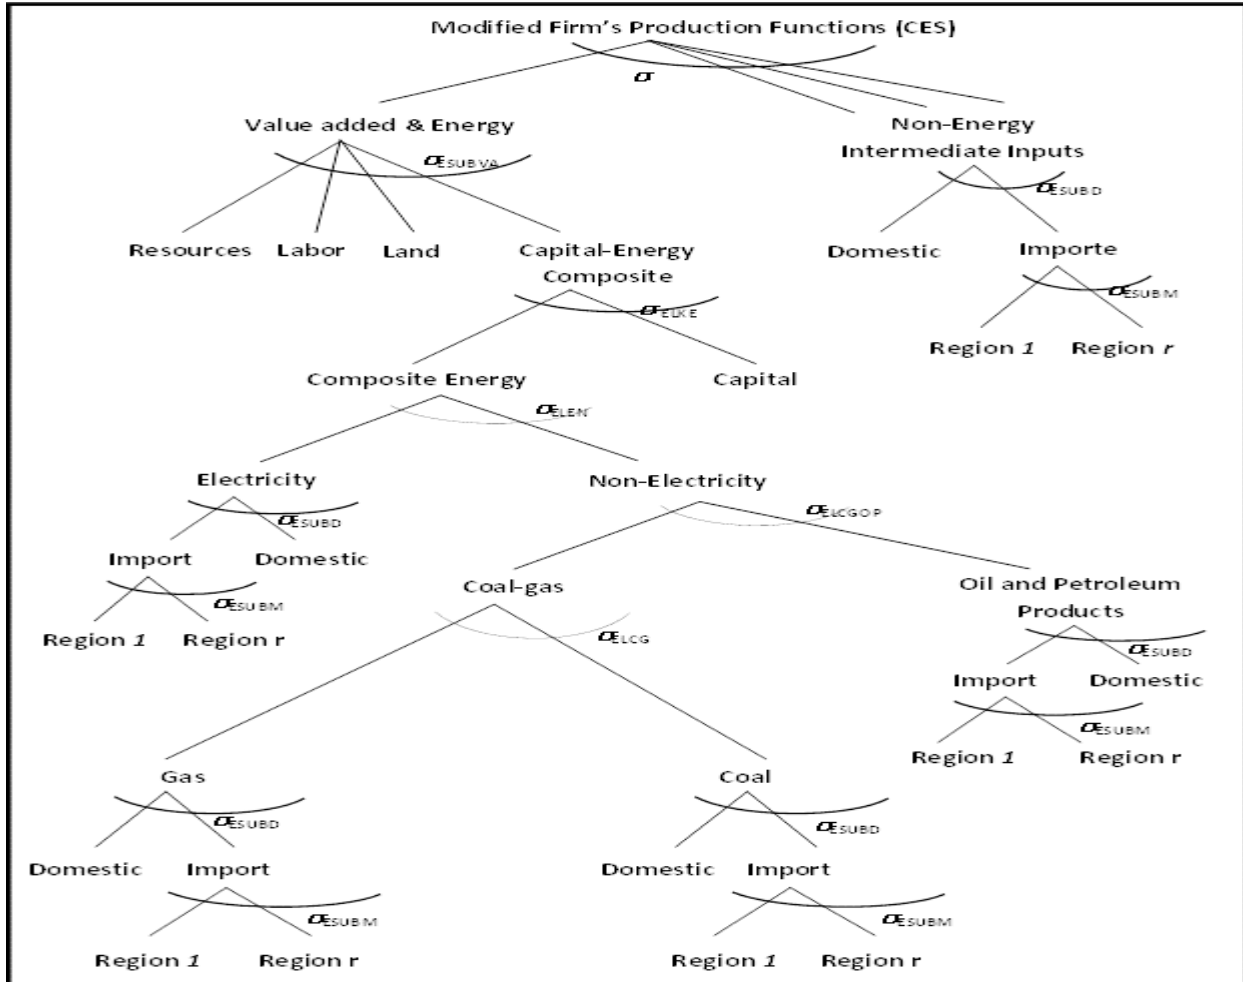 Modified Firm's Production Functions (CES)
σ
Value added & Energy
Non-Energy
Intermediate Inputs
σESUBVA
σESUBD
Resources Labor Land Capital-Energy
Composite
Domestic Importe
σELKE
σESUBM
Region 1 Region r
Composite Energy Capital
σELEN
Electricity Non-Electricity
σESUBD
σELCGOP
Import Domestic
Coal-gas
Oil and Petroleum
Products
σESUBM
Region 1 Region r
σELCG
σESUBD
Import Domestic
σESUBM
Region 1 Region r
Gas Coal
σESUBD σESUBD
Domestic Import Domestic Import
σESUBM σESUBM
Region 1 Region r Region 1 Region r